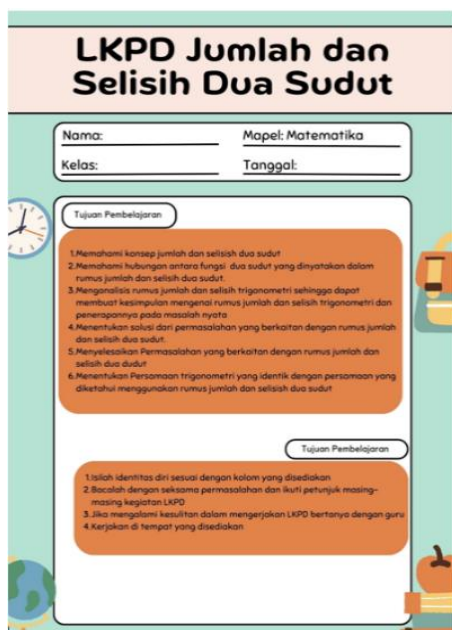 LKPD Jumlah dan
Selisih Dua Sudut
Nama:
Mapel: Matematika
Kelas:
Tanggal:
Tujuan Pembelajaran
1.Memahami konsep jumlah dan selisish dua sudut
2.Memahami hubungan antara fungsi dua sudut yang dinyatakan dalam
rumus jumlah dan selisih dua sudut.
3.Menganalisis rumus jumlah dan selisih trigonometri sehingga dapat
membuat kesimpulan mengenai rumus jumlah dan selisih trigonometri dan
penerapannya pada masalah nyata
4.Menentukan solusi dari permasalahan yang berkaitan dengan rumus jumlah
dan selisih dua sudut.
5.Menyelesaikan Permasalahan yang berkaitan dengan rumus jumlah dan
selisih dua dudut
6.Menentukan Persamaan trigonometri yang identik dengan persamaan yang
diketahui menggunakan rumus jumlah dan selisish dua sudut
Tujuan Pembelajaran
1.Isilah identitas diri sesuai dengan kolom yang disediakan
2.Bacalah dengan seksama permasalahan dan ikuti petunjuk masing-
masing kegiatan LKPD
3.Jika mengalami kesulitan dalam mengerjakan LKPD bertanya dengan guru
4.Kerjakan di tempat yang disediakan